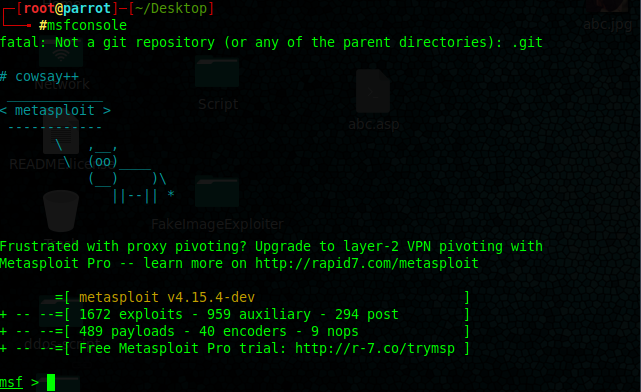 ─[root@parrot]─[~/Desktop]
#msfconsole
fatal: Not a git repository (or any of the parent directories): .git
# cowsay++
 ____________
< metasploit >
 ------------
       \   ,__,
        \  (oo)____
           (__)    )\
              ||--|| *
Frustrated with proxy pivoting? Upgrade to layer-2 VPN pivoting with
Metasploit Pro -- learn more on http://rapid7.com/metasploit
       =[ metasploit v4.15.4-dev                          ]
+ -- --=[ 1672 exploits - 959 auxiliary - 294 post        ]
+ -- --=[ 489 payloads - 40 encoders - 9 nops             ]
+ -- --=[ Free Metasploit Pro trial: http://r-7.co/trymsp ]
msf >
abc.jpg
Network
Script
abc.asp
FakeImageExploiter